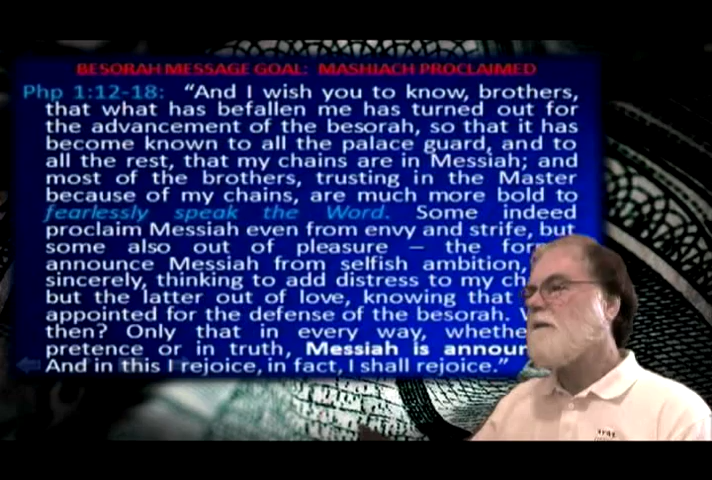 BESORAH MESSAGE GOAL: MASHIACH PROCLAIMED
Php 1:12-18: “And I wish you to know, brothers,
that what has befallen me has turned out for
the advancement of the besorah, so that it has
become known to all the palace guard, and to
all the rest, that my chains are in Messiah; and
most of the brothers, trusting in the Master
because of my chains, are much more bold to
fearlessly speak the Word. Some indeed
proclaim Messiah even from envy and strife, but
some also out of pleasure – the
announce Messiah from selfish ambition,
sincerely, thinking to add distress to my
but the latter out of love, knowing that
appointed for the defense of the besorah.
then? Only that in every way,
pretence or in truth, Messiah is
And in this I rejoice, in fact, I shall rejoice.”